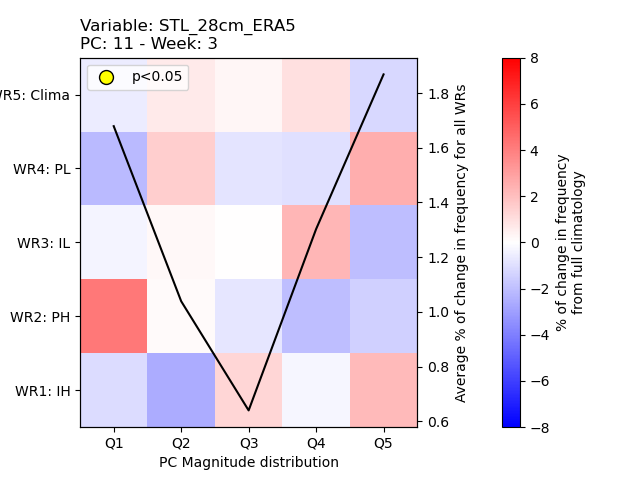 Variable: STL_28cm_ERA5
PC: 11 - Week: 3
p<0.05
WR5: Clima
WR4: PL
WR3: IL
WR2: PH
WR1: IH
Q1 Q2 Q3 Q4 Q5
PC Magnitude distribution
1.8
1.6
1.4
1.2
1.0
0.8
0.6
Average % of change in frequency for all WRs
8
6
4
2
0
−2
−4
−6
−8
% of change in frequency
from full climatology